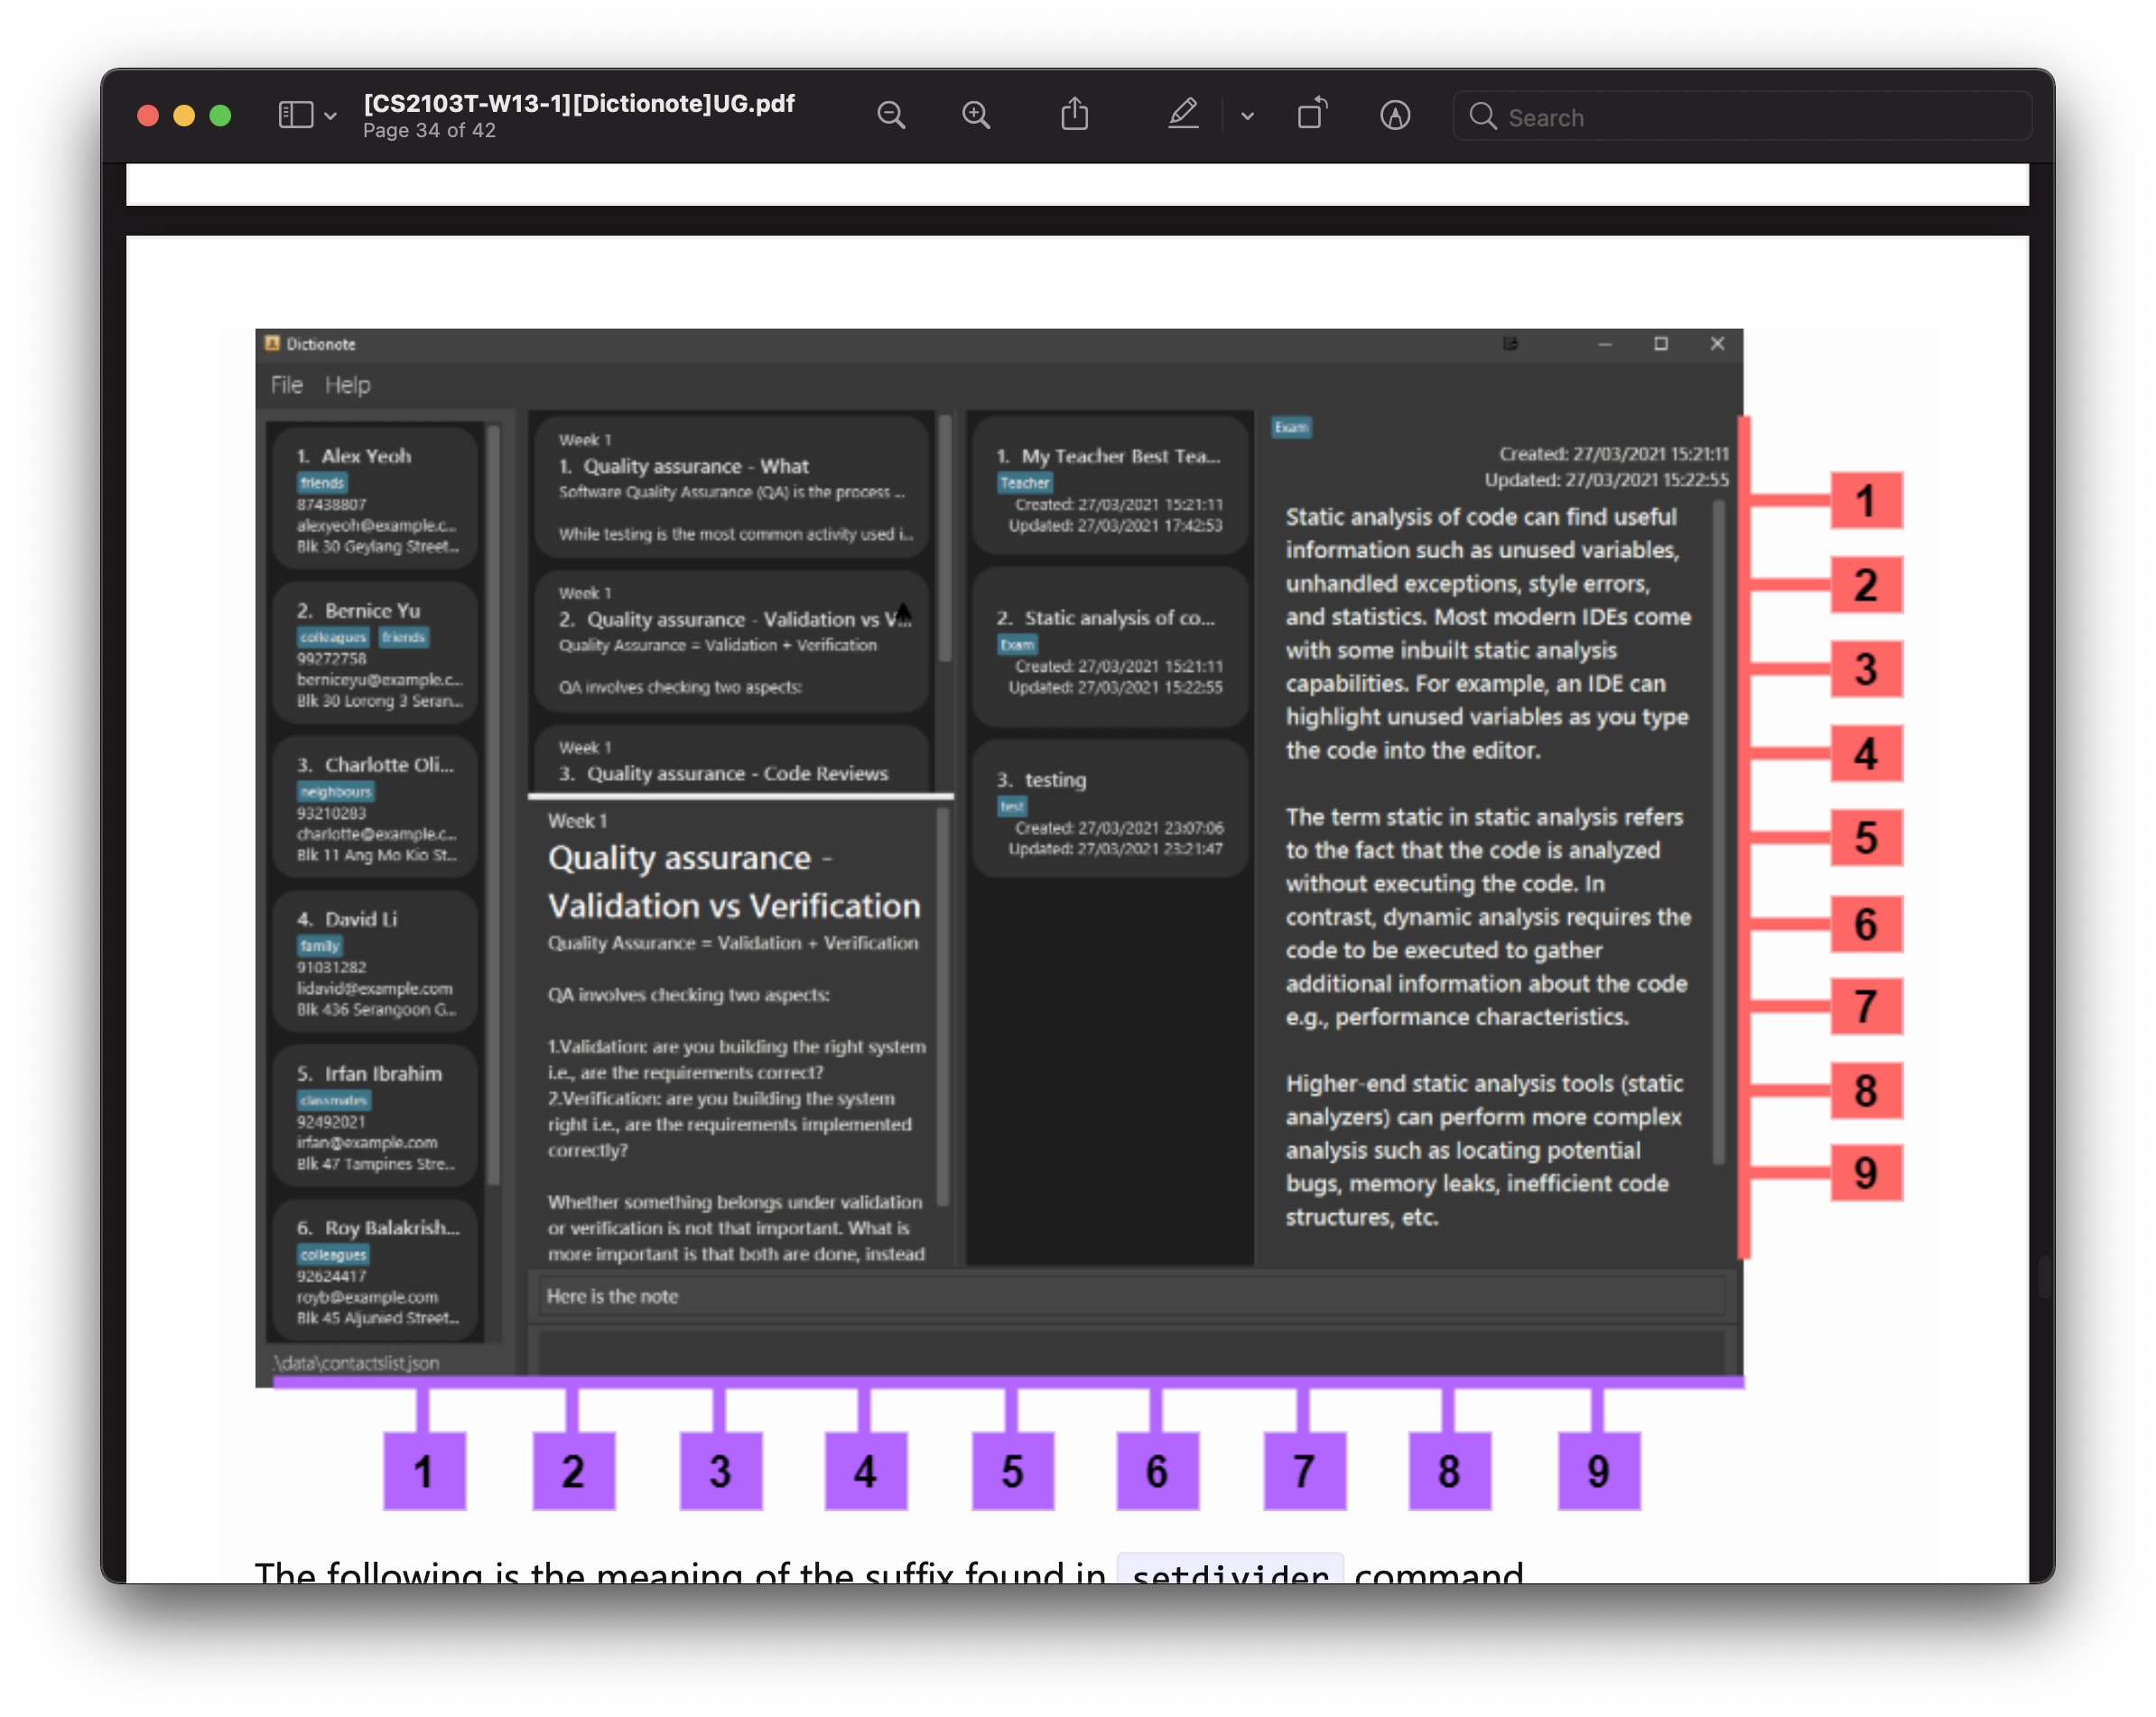 [CS2103T-W13-1][Dictionote]UG.pdf
Page 34 of 42
Search
Dictionote
File Help
1. Alex Yeoh
friends
87438807
alexyeoh@example.c...
Blk 30 Geylang Street...
2. Bernice Yu
colleagues friends
99272758
berniceyu@example.c...
Blk 30 Lorong 3 Seran...
3. Charlotte Oli...
neighbours
93210283
charlotte@example.c...
Blk 11 Ang Mo Kio St...
4. David Li
family
91031282
lidavid@example.com
Blk 436 Serangoon G...
5. Irfan Ibrahim
classmates
92492021
irfan@example.com
Blk 47 Tampines Stre...
6. Roy Balakrish...
colleagues
92624417
royb@example.com
Blk 45 Aljunied Street...
.\data\contactslist.json
Week 1
1. Quality assurance - What
Software Quality Assurance (QA) is the process ...
While testing is the most common activity used i...
Week 1
2. Quality assurance - Validation vs V...
Quality Assurance = Validation + Verification
QA involves checking two aspects:
Week 1
3. Quality assurance - Code Reviews
Week 1
Quality assurance -
Validation vs Verification
Quality Assurance = Validation + Verification
QA involves checking two aspects:
1.Validation: are you building the right system
i.e., are the requirements correct?
2.Verification: are you building the system
right i.e., are the requirements implemented
correctly?
Whether something belongs under validation
or verification is not that important. What is
more important is that both are done, instead
1. My Teacher Best Tea...
Teacher
Created: 27/03/2021 15:21:11
Updated: 27/03/2021 17:42:53
2. Static analysis of co...
Exam
Created: 27/03/2021 15:21:11
Updated: 27/03/2021 15:22:55
3. testing
test
Created: 27/03/2021 23:07:06
Updated: 27/03/2021 23:21:47
Exam
Created: 27/03/2021 15:21:11
Updated: 27/03/2021 15:22:55
Static analysis of code can find useful
information such as unused variables,
unhandled exceptions, style errors,
and statistics. Most modern IDEs come
with some inbuilt static analysis
capabilities. For example, an IDE can
highlight unused variables as you type
the code into the editor.
The term static in static analysis refers
to the fact that the code is analyzed
without executing the code. In
contrast, dynamic analysis requires the
code to be executed to gather
additional information about the code
e.g., performance characteristics.
Higher-end static analysis tools (static
analyzers) can perform more complex
analysis such as locating potential
bugs, memory leaks, inefficient code
structures, etc.
Here is the note
1
2
3
4
5
6
7
8
9
1 2 3 4 5 6 7 8 9
The following is the meaning of the suffix found in setdivider command